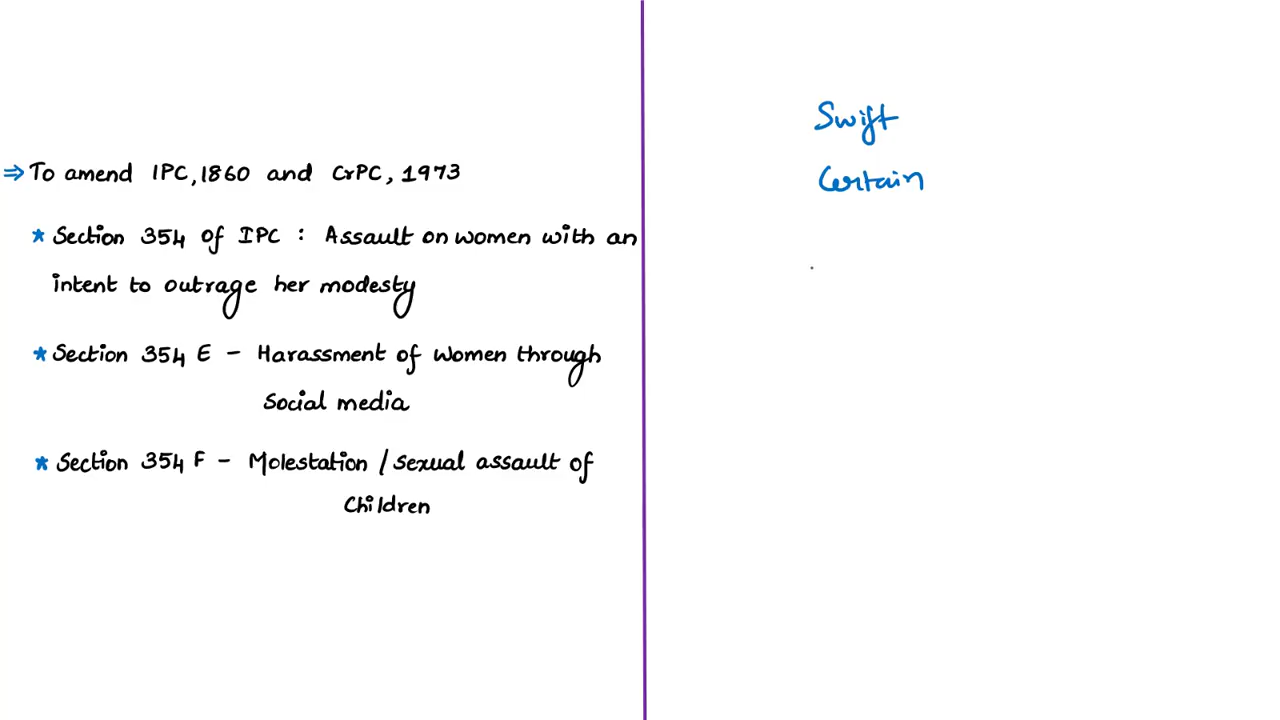 ⇒ To amend IPC, 1860 and CrPC, 1973
* Section 354 of IPC : Assault on women with an
intent to outrage her modesty
* Section 354 E - Harassment of women through
Social media
* Section 354 F - Molestation / Sexual assault of
Children
Swift
Certain